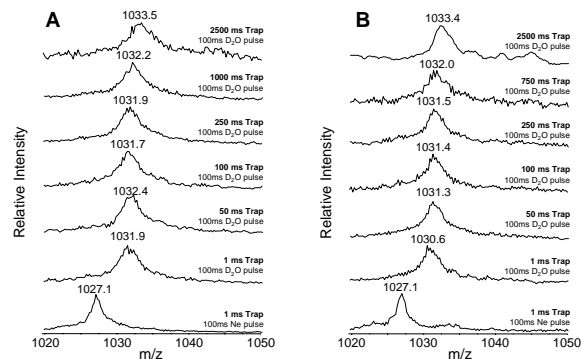 A
Relative Intensity
1033.5
2500 ms Trap
100ms D₂O pulse
1032.2
1000 ms Trap
100ms D₂O pulse
1031.9
250 ms Trap
100ms D₂O pulse
1031.7
100 ms Trap
100ms D₂O pulse
1032.4
50 ms Trap
100ms D₂O pulse
1031.9
1 ms Trap
100ms D₂O pulse
1027.1
1 ms Trap
100ms Ne pulse
1020 1030 1040 1050
m/z
B
Relative Intensity
1033.4
2500 ms Trap
100ms D₂O pulse
1032.0
750 ms Trap
100ms D₂O pulse
1031.5
250 ms Trap
100ms D₂O pulse
1031.4
100 ms Trap
100ms D₂O pulse
1031.3
50 ms Trap
100ms D₂O pulse
1030.6
1 ms Trap
100ms D₂O pulse
1027.1
1 ms Trap
100ms Ne pulse
1020 1030 1040 1050
m/z